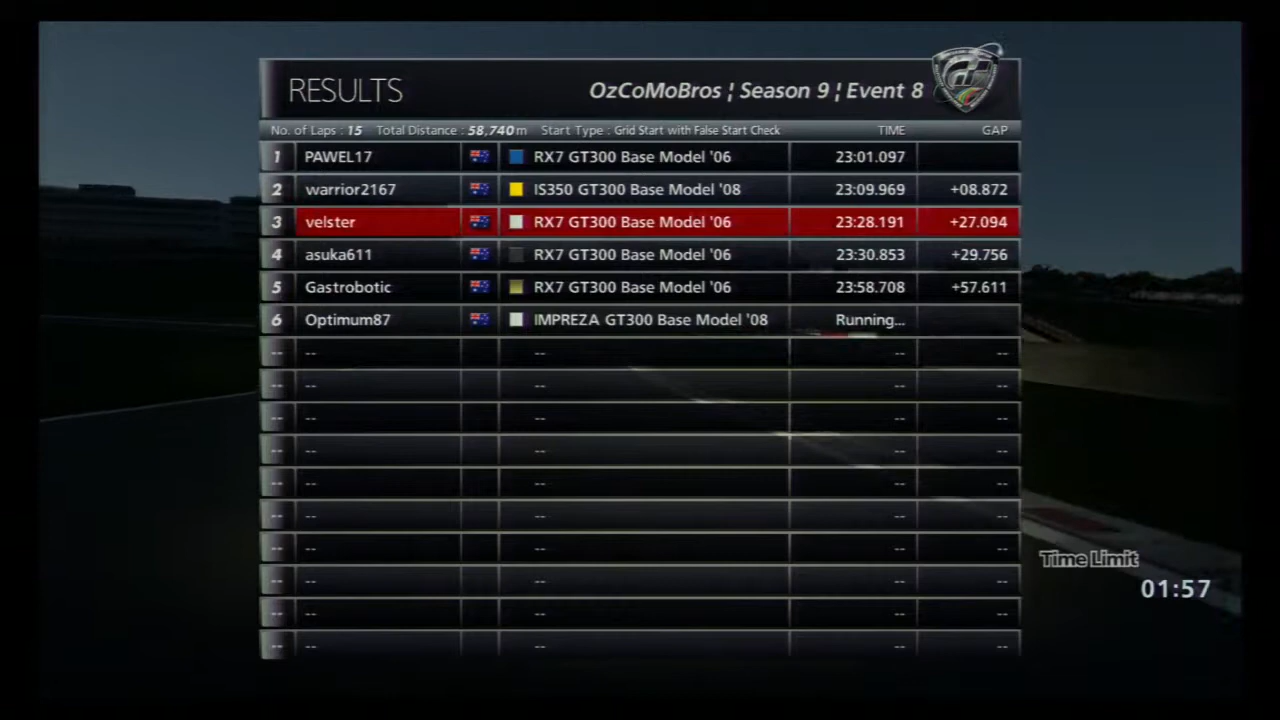 RESULTS OzCoMoBros ¦ Season 9 ¦ Event 8
No. of Laps : 15 Total Distance : 58,740 m Start Type : Grid Start with False Start Check TIME GAP
1 PAWEL17 RX7 GT300 Base Model '06 23:01.097
2 warrior2167 IS350 GT300 Base Model '08 23:09.969 +08.872
3 velster RX7 GT300 Base Model '06 23:28.191 +27.094
4 asuka611 RX7 GT300 Base Model '06 23:30.853 +29.756
5 Gastrobotic RX7 GT300 Base Model '06 23:58.708 +57.611
6 Optimum87 IMPREZA GT300 Base Model '08 Running...
-- -- -- -- --
-- -- -- -- --
-- -- -- -- --
-- -- -- -- --
-- -- -- -- --
-- -- -- -- --
-- -- -- -- --
-- -- -- -- --
-- -- -- -- --
-- -- -- -- --
Time Limit
01:57